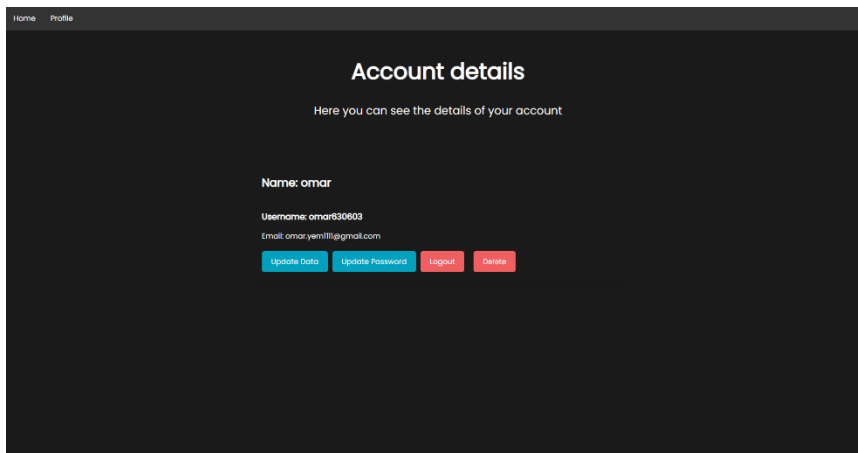 Home Profile
Account details
Here you can see the details of your account
Name: omar
Username: omar630603
Email: omar.yem1111@gmail.com
Update Data Update Password Logout Delete